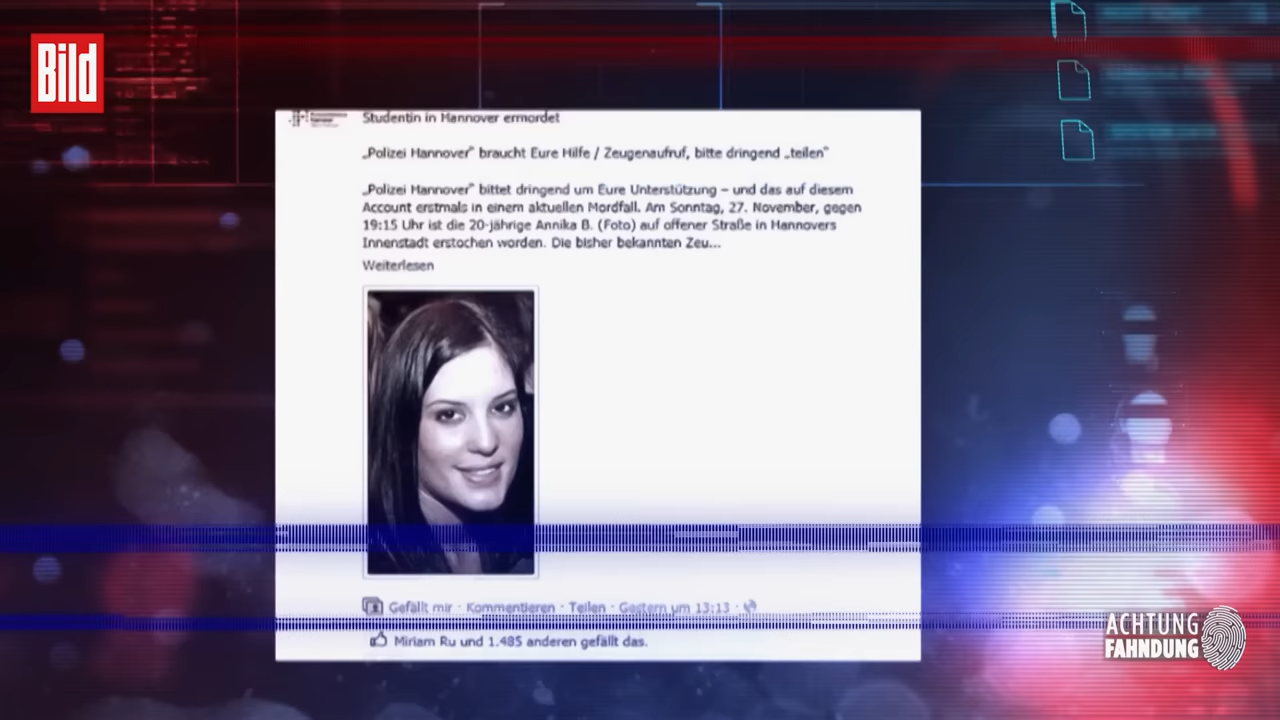 Bild
Studentin in Hannover ermordet
„Polizei Hannover" braucht Eure Hilfe / Zeugenaufruf, bitte dringend „teilen"
„Polizei Hannover" bittet dringend um Eure Unterstützung – und das auf diesem
Account erstmals in einem aktuellen Mordfall. Am Sonntag, 27. November, gegen
19:15 Uhr ist die 20-jährige Annika B. (Foto) auf offener Straße in Hannovers
Innenstadt erstochen worden. Die bisher bekannten Zeu...
Weiterlesen
Gefällt mir · Kommentieren · Teilen · Gestern um 13:13 ·
Miriam Ru und 1.485 anderen gefällt das.
ACHTUNG
FAHNDUNG